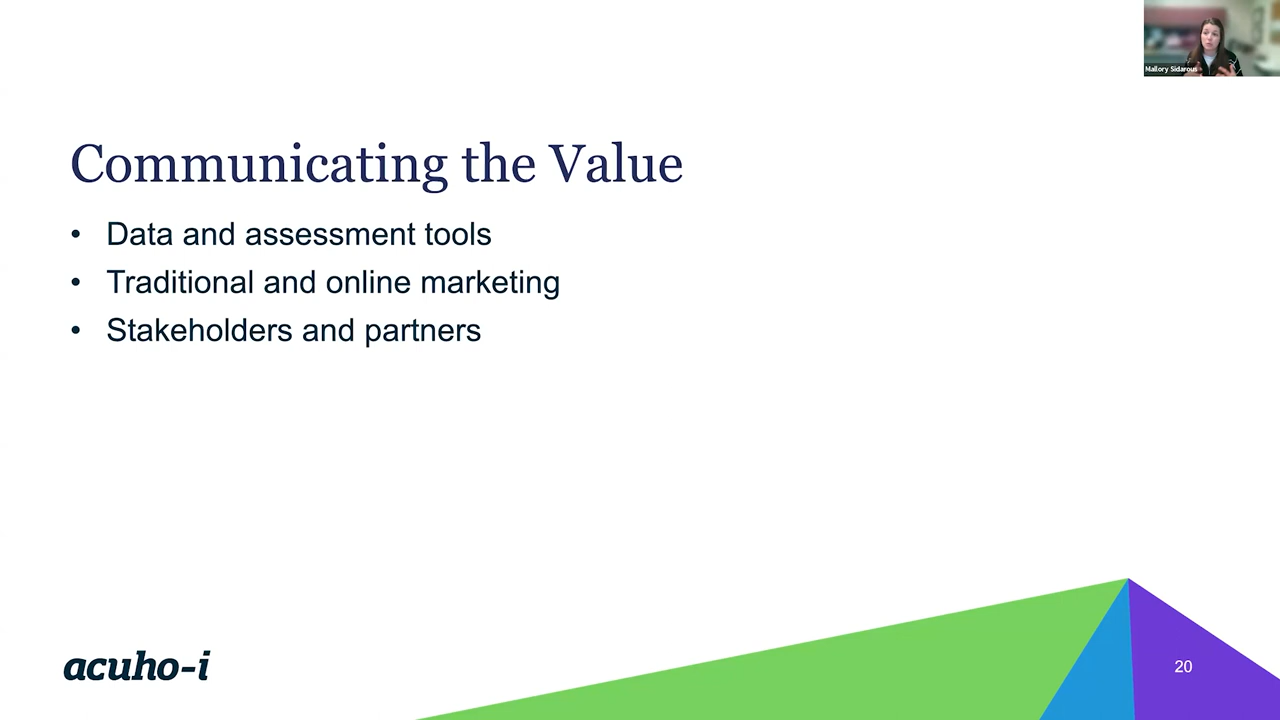 Mallory Sidarous
Communicating the Value
• Data and assessment tools
• Traditional and online marketing
• Stakeholders and partners
acuho-i
20